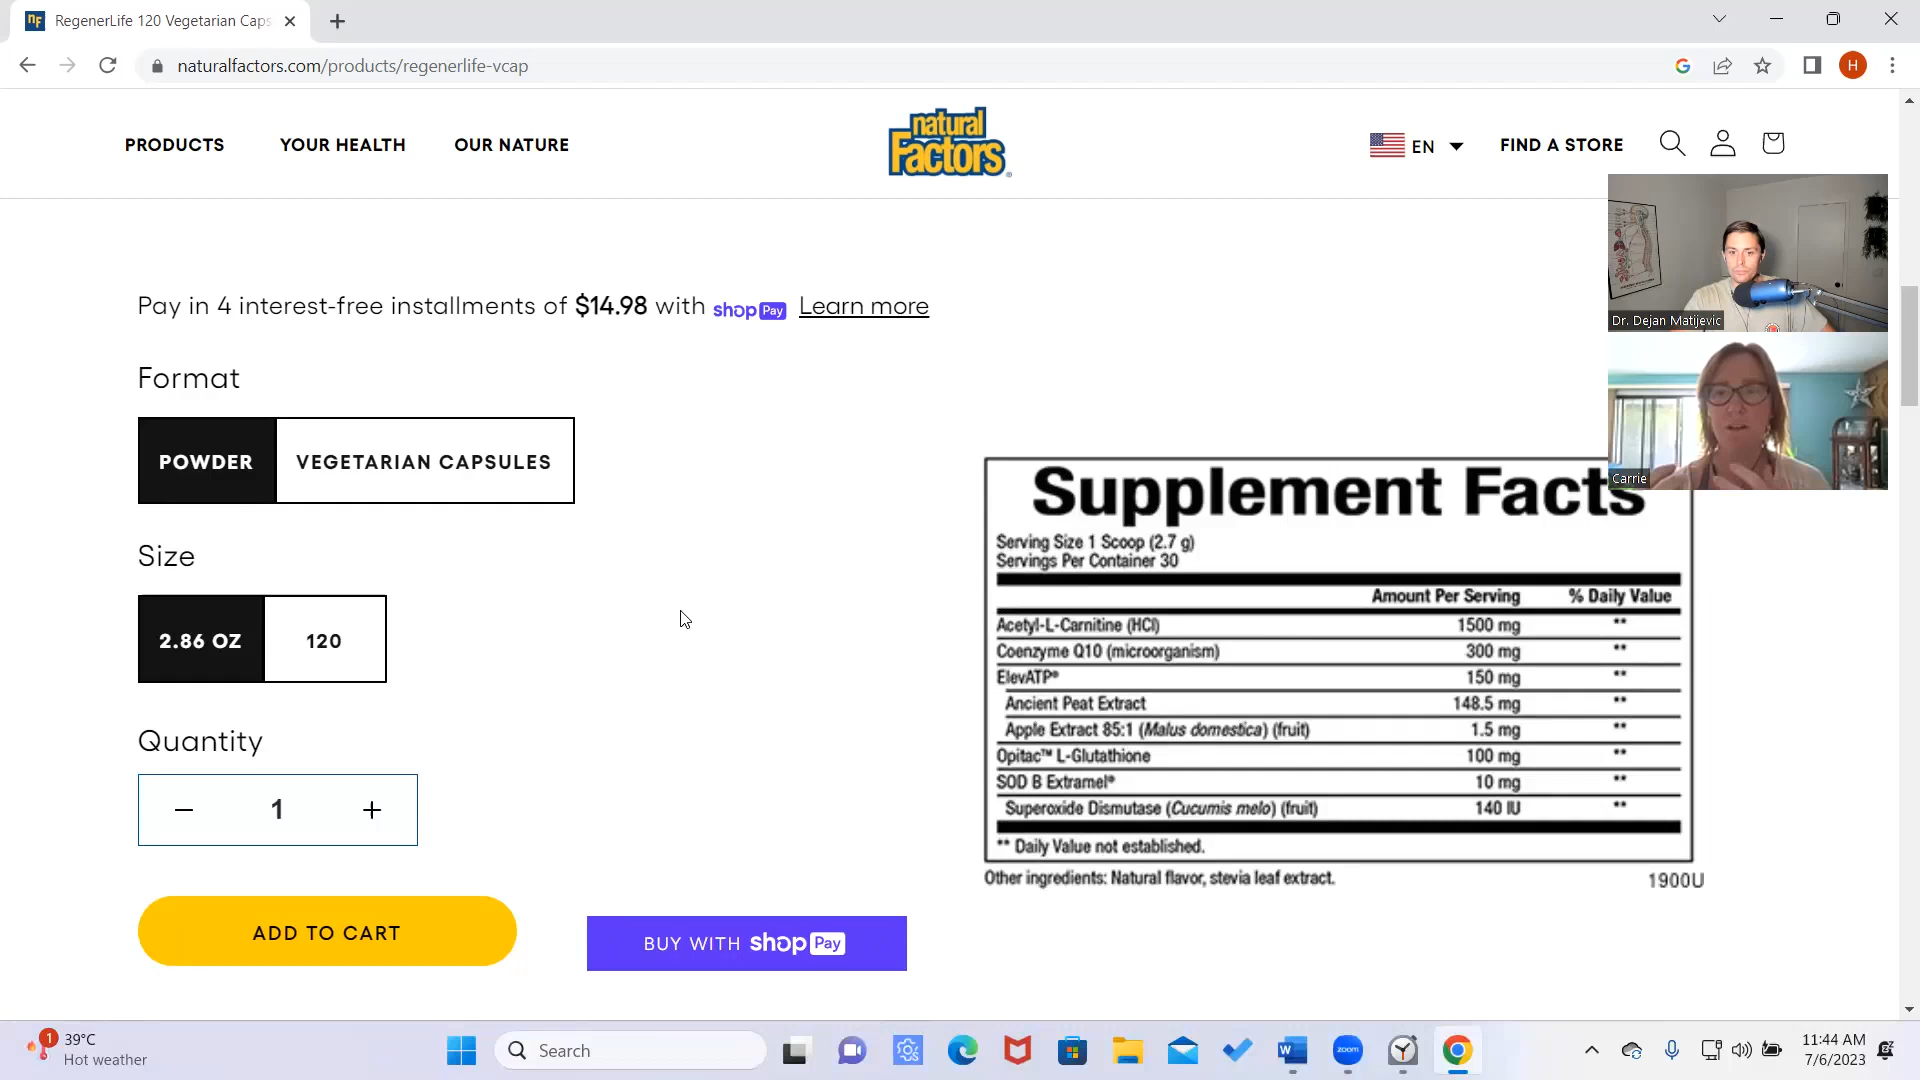 nF RegenerLife 120 Vegetarian Caps
naturalfactors.com/products/regenerlife-vcap
H
PRODUCTS YOUR HEALTH OUR NATURE
natural Factors®
EN FIND A STORE
Dr. Dejan Matijevic
Carrie
Pay in 4 interest-free installments of $14.98 with shop Pay Learn more
Format
POWDER VEGETARIAN CAPSULES
Size
2.86 OZ 120
Quantity
− 1 +
ADD TO CART
BUY WITH shop Pay
Supplement Facts
Serving Size 1 Scoop (2.7 g)
Servings Per Container 30
Amount Per Serving % Daily Value
Acetyl-L-Carnitine (HCl) 1500 mg **
Coenzyme Q10 (microorganism) 300 mg **
ElevATP® 150 mg **
Ancient Peat Extract 148.5 mg **
Apple Extract 85:1 (Malus domestica) (fruit) 1.5 mg **
Opitac™ L-Glutathione 100 mg **
SOD B Extramel® 10 mg **
Superoxide Dismutase (Cucumis melo) (fruit) 140 IU **
** Daily Value not established.
Other ingredients: Natural flavor, stevia leaf extract.
1900U
1 39°C
Hot weather
Search
W
zoom
11:44 AM
7/6/2023